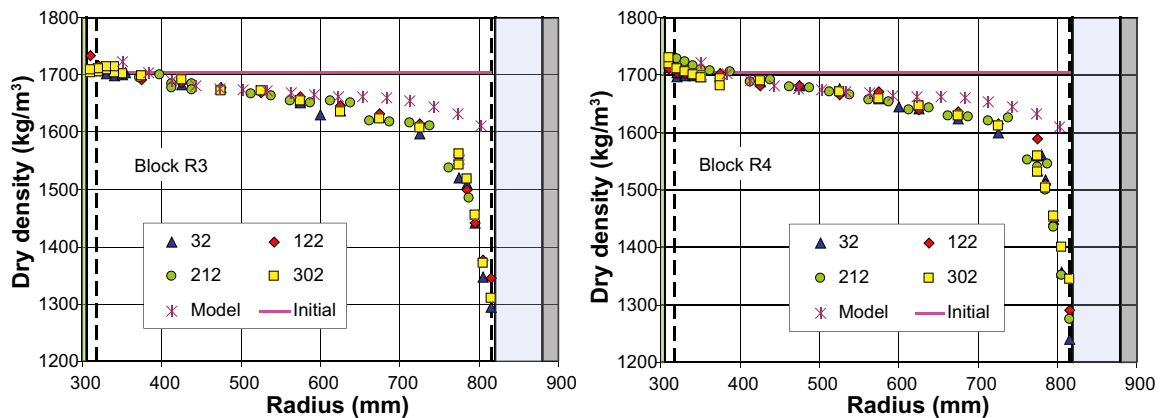 1800
1700
1600
1500
1400
1300
1200
Dry density (kg/m³)
Block R3
32
122
212
302
Model
Initial
300 400 500 600 700 800 900
Radius (mm)
1800
1700
1600
1500
1400
1300
1200
Dry density (kg/m³)
Block R4
32
122
212
302
Model
Initial
300 400 500 600 700 800 900
Radius (mm)